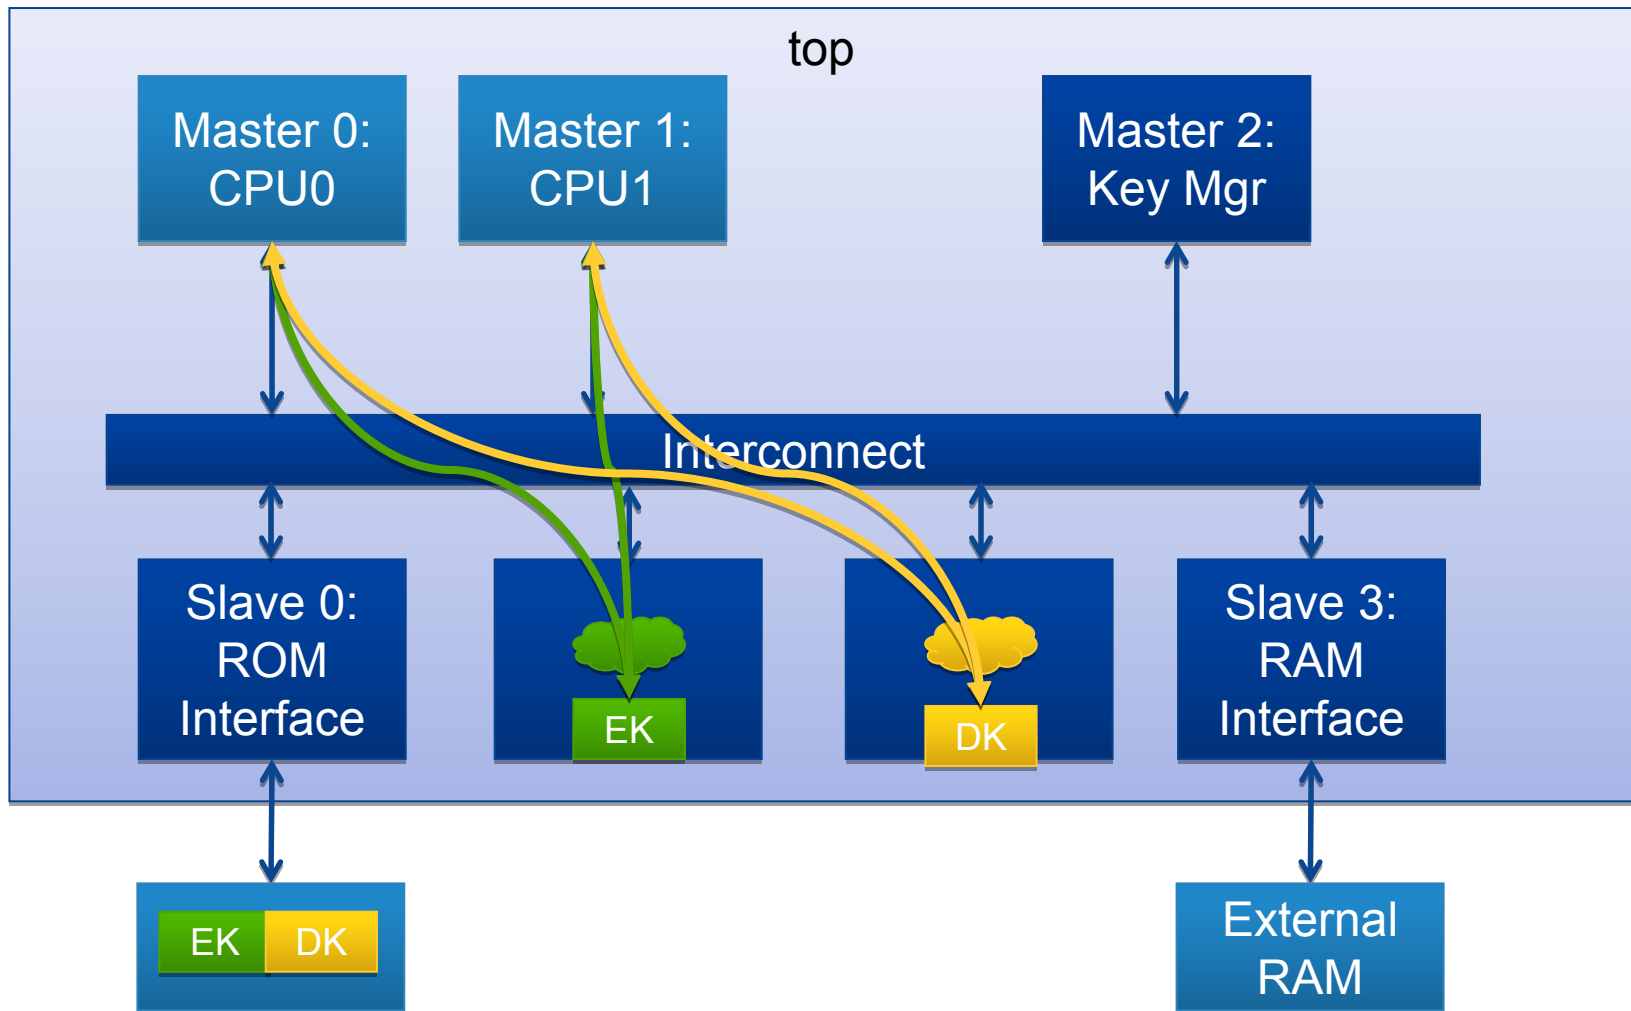 top
Master 0:
CPU0
Master 1:
CPU1
Master 2:
Key Mgr
Interconnect
Slave 0:
ROM
Interface
EK
DK
Slave 3:
RAM
Interface
EK
DK
External
RAM